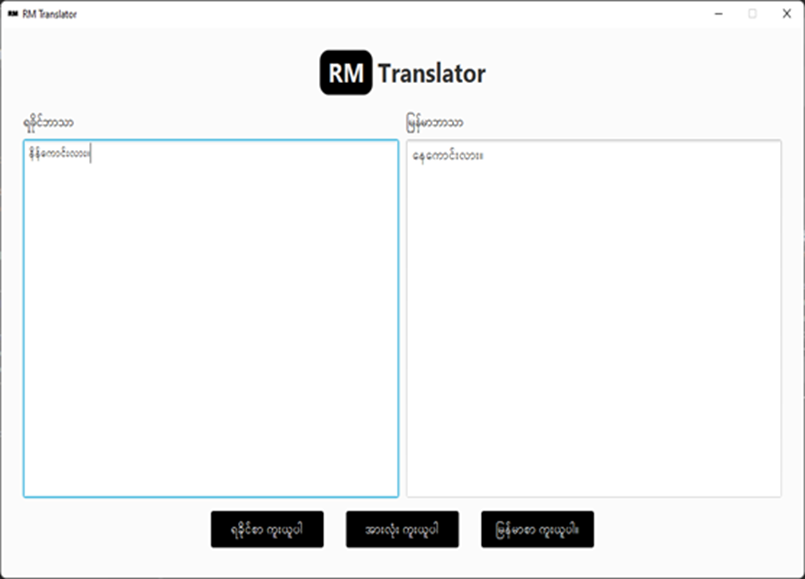 RM Translator
RM Translator
ရခိုင်ဘာသာ
မြန်မာဘာသာ
နိန်ကောင်းလား။
နေကောင်းလား။
ရခိုင်စာ ကူးယူပါ
အားလုံး ကူးယူပါ
မြန်မာစာ ကူးယူပါ။